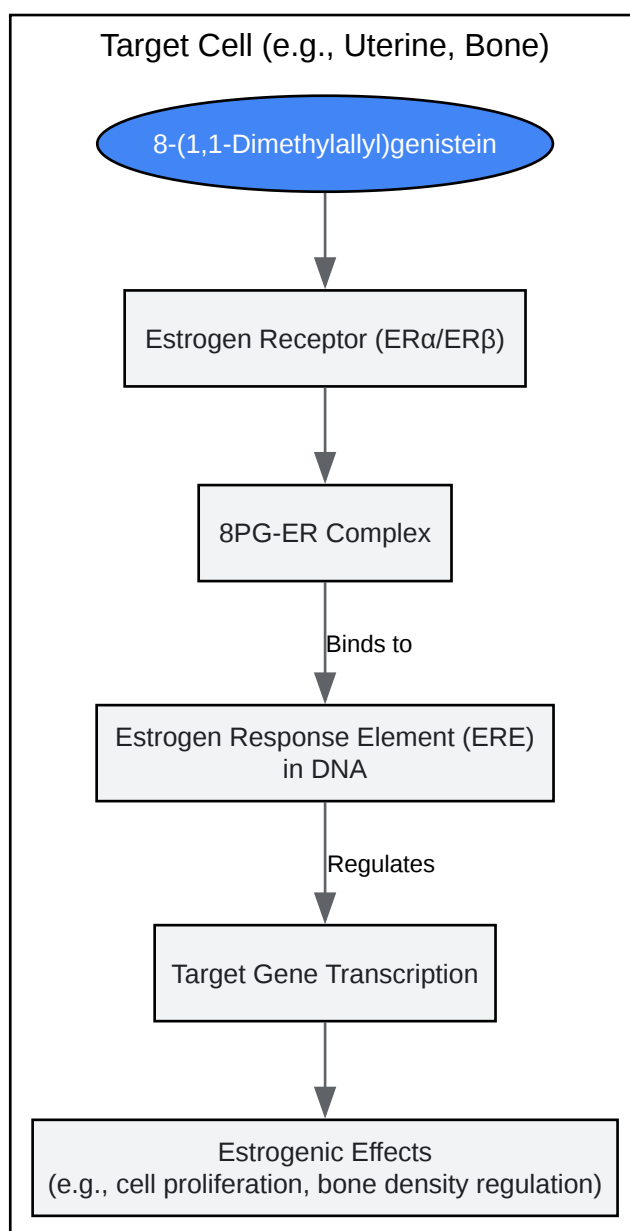 Target Cell (e.g., Uterine, Bone)
8-(1,1-Dimethylallyl)genistein
Estrogen Receptor (ERα/ERβ)
8PG-ER Complex
Binds to
Estrogen Response Element (ERE)
in DNA
Regulates
Target Gene Transcription
Estrogenic Effects
(e.g., cell proliferation, bone density regulation)